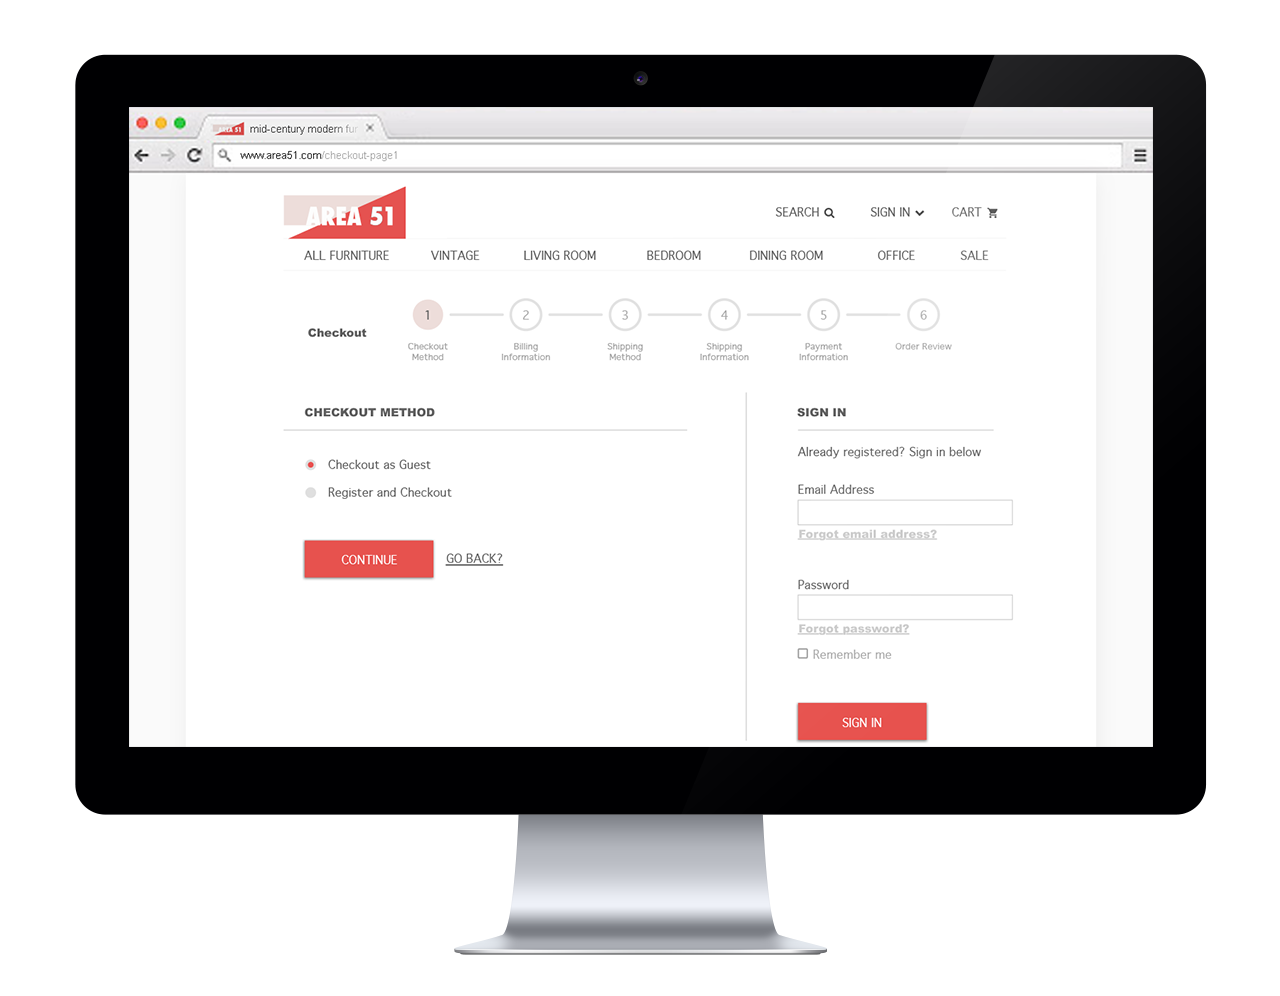 AREA 51 mid-century modern fur
www.area51.com/checkout-page1
AREA 51
SEARCH SIGN IN CART
ALL FURNITURE VINTAGE LIVING ROOM BEDROOM DINING ROOM OFFICE SALE
Checkout
1 2 3 4 5 6
Checkout Method
Billing Information
Shipping Method
Shipping Information
Payment Information
Order Review
CHECKOUT METHOD
Checkout as Guest
Register and Checkout
CONTINUE GO BACK?
SIGN IN
Already registered? Sign in below
Email Address
Forgot email address?
Password
Forgot password?
Remember me
SIGN IN